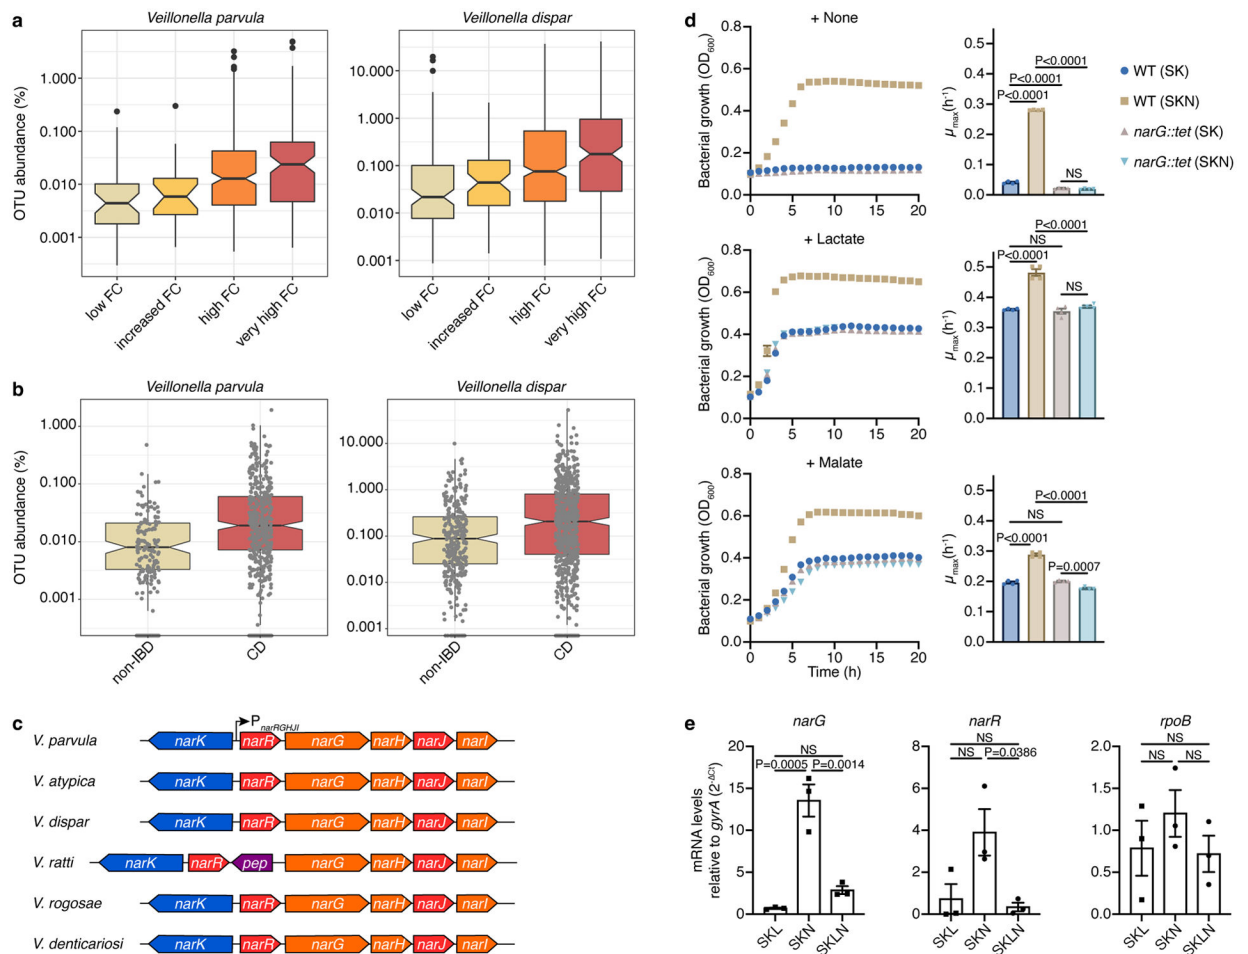 a
Veillonella parvula
Veillonella dispar
OTU abundance (%)
1.000
0.100
0.010
0.001
10.000
1.000
0.100
0.010
0.001
low FC
increased FC
high FC
very high FC
low FC
increased FC
high FC
very high FC
b
Veillonella parvula
Veillonella dispar
OTU abundance (%)
1.000
0.100
0.010
0.001
10.000
1.000
0.100
0.010
0.001
non-IBD
CD
non-IBD
CD
c
PnarRGHJI
V. parvula narK narR narG narH narJ narI
V. atypica narK narR narG narH narJ narI
V. dispar narK narR narG narH narJ narI
V. ratti narK narR pep narG narH narJ narI
V. rogosae narK narR narG narH narJ narI
V. denticariosi narK narR narG narH narJ narI
d
+ None
Bacterial growth (OD600)
0.8
0.6
0.4
0.2
0.0
0 5 10 15 20
μmax(h-1)
0.5
0.4
0.3
0.2
0.1
0.0
P<0.0001
P<0.0001
P<0.0001
NS
WT (SK)
WT (SKN)
narG::tet (SK)
narG::tet (SKN)
+ Lactate
Bacterial growth (OD600)
0.8
0.6
0.4
0.2
0.0
0 5 10 15 20
μmax(h-1)
0.5
0.4
0.3
0.2
0.1
0.0
P<0.0001
NS
P<0.0001
NS
+ Malate
Bacterial growth (OD600)
0.8
0.6
0.4
0.2
0.0
0 5 10 15 20
Time (h)
μmax(h-1)
0.5
0.4
0.3
0.2
0.1
0.0
P<0.0001
NS
P<0.0001
P=0.0007
e
narG
mRNA levels
relative to gyrA (2-ΔCt)
20
15
10
5
0
NS
P=0.0005 P=0.0014
SKL
SKN
SKLN
narR
8
6
4
2
0
NS
NS P=0.0386
SKL
SKN
SKLN
rpoB
2.0
1.5
1.0
0.5
0.0
NS
NS NS
SKL
SKN
SKLN